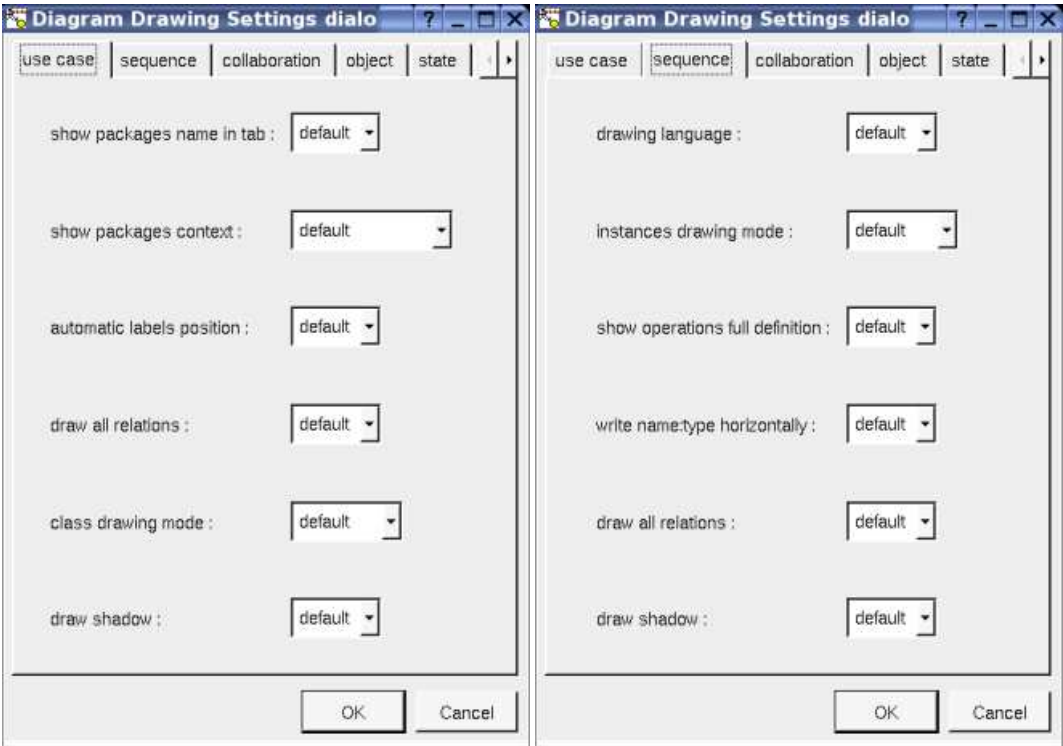 Diagram Drawing Settings dialo
use case sequence collaboration object state
show packages name in tab : default
show packages context : default
automatic labels position : default
draw all relations : default
class drawing mode : default
draw shadow : default
OK Cancel
Diagram Drawing Settings dialo
use case sequence collaboration object state
drawing language : default
instances drawing mode : default
show operations full definition : default
write name:type horizontally : default
draw all relations : default
draw shadow : default
OK Cancel